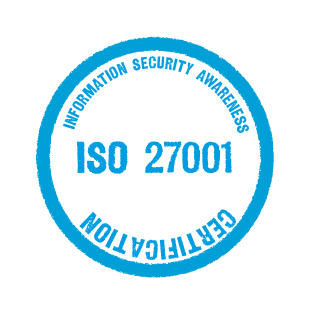 INFORMATION SECURITY AWARENESS
ISO 27001
CERTIFICATION